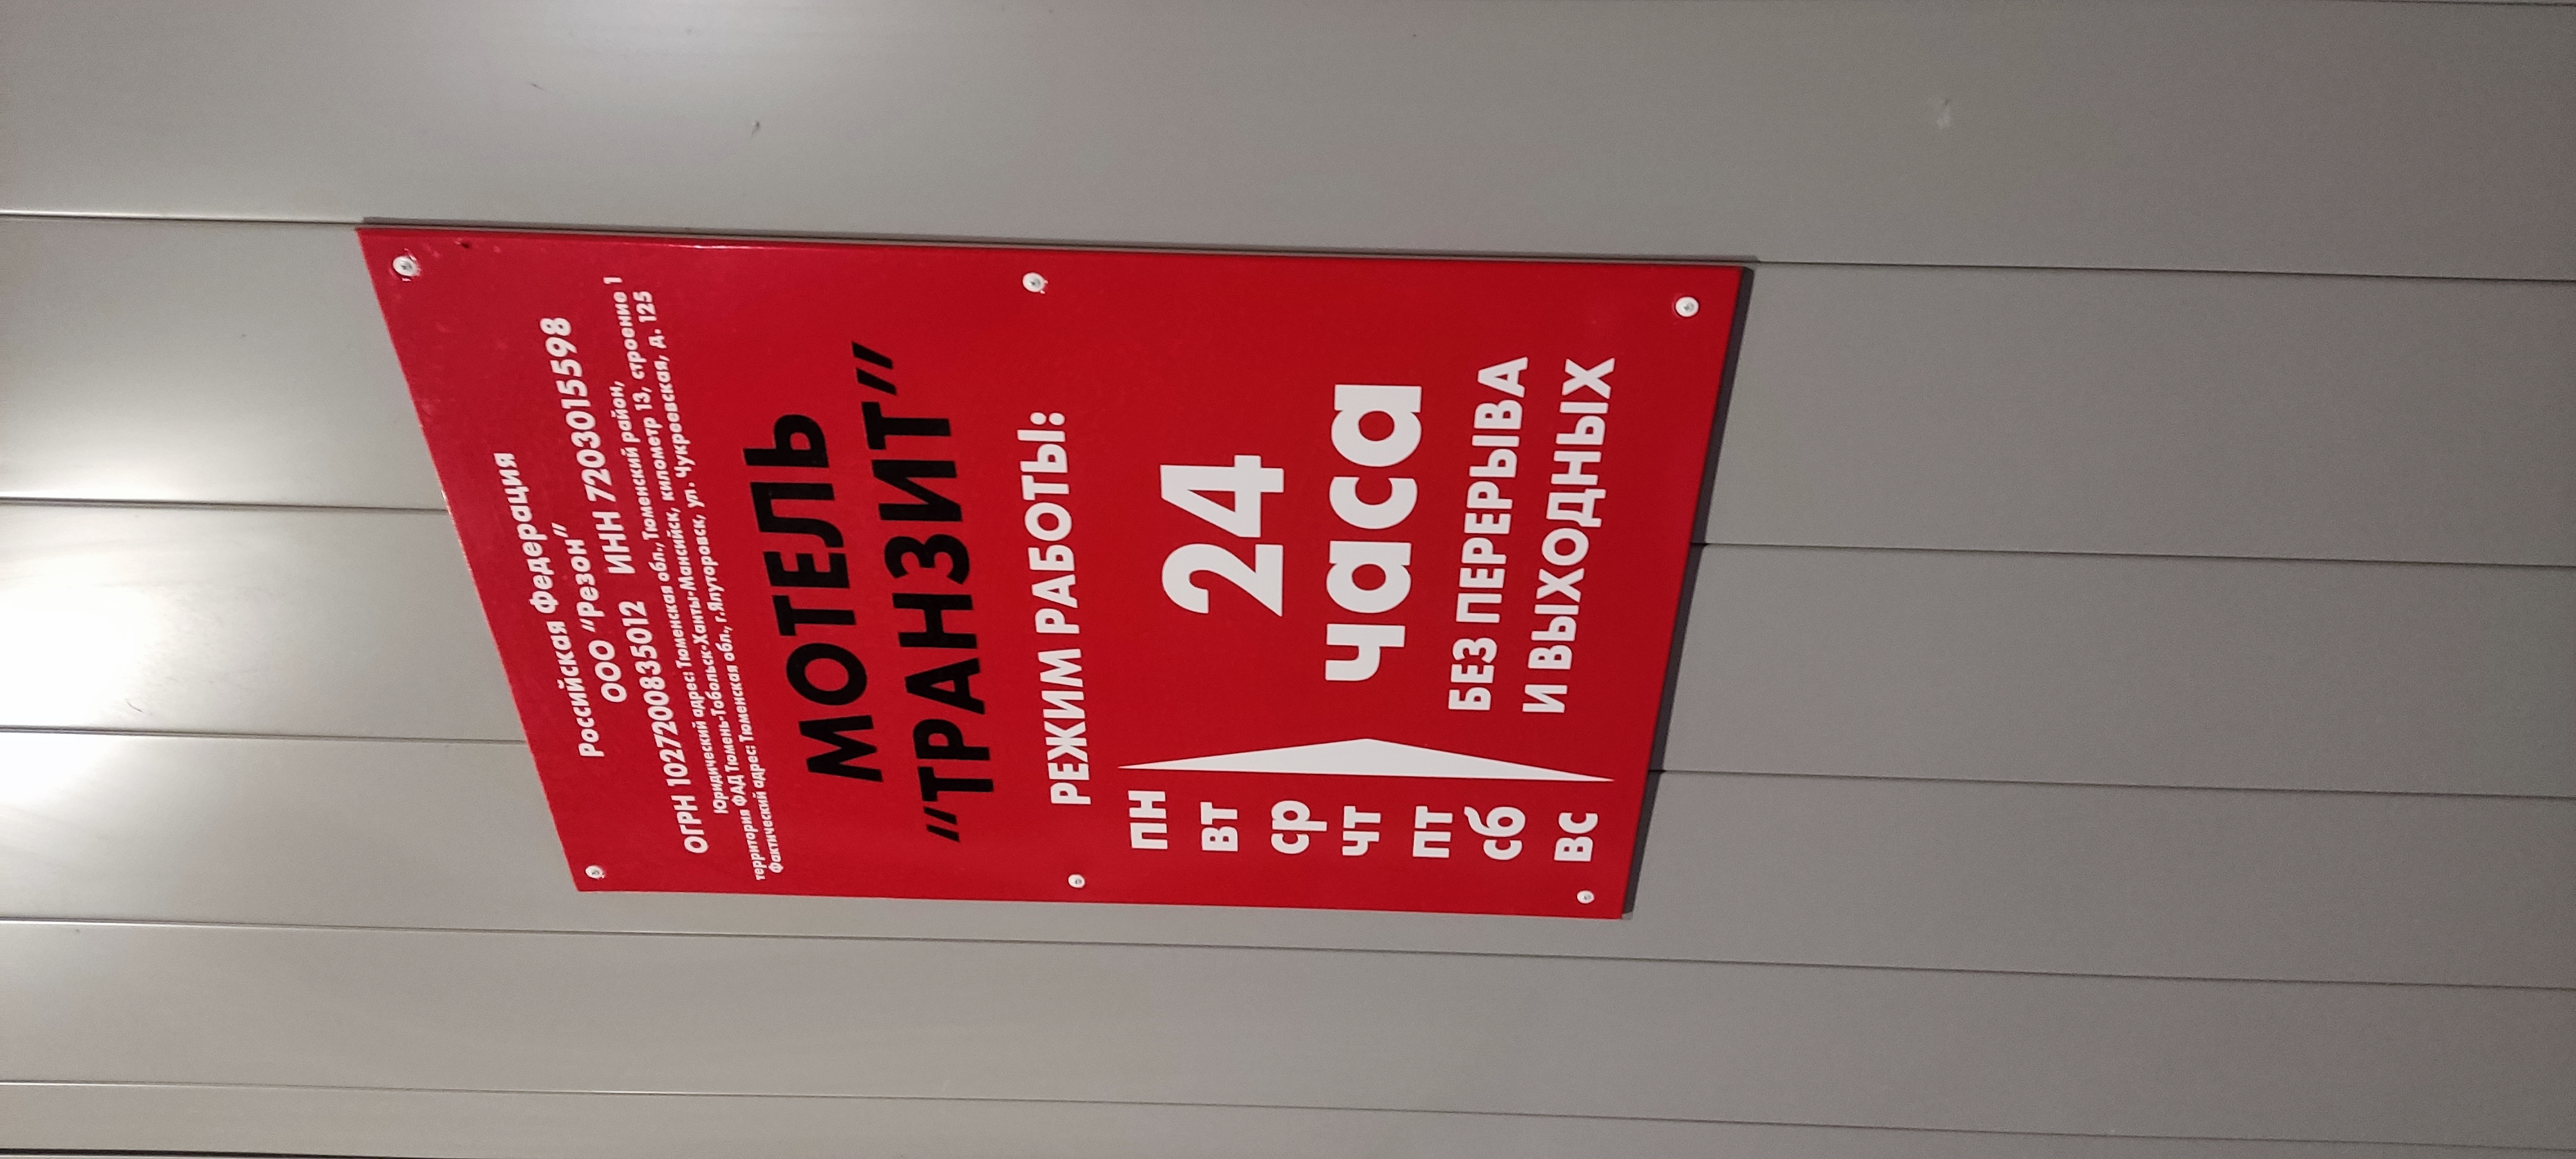 Российская Федерация
ООО "Резон"
ОГРН 1027200835012 ИНН 7203015598
Юридический адрес: Тюменская обл., Тюменский район,
территория ФАД Тюмень-Тобольск-Ханты-Мансийск, километр 13, строение 1
Фактический адрес: Тюменская обл., г.Ялуторовск, ул. Чукреевская, д. 125
МОТЕЛЬ
"ТРАНЗИТ"
РЕЖИМ РАБОТЫ:
пн
вт
ср
чт
пт
сб
вс
24
часа
БЕЗ ПЕРЕРЫВА
И ВЫХОДНЫХ